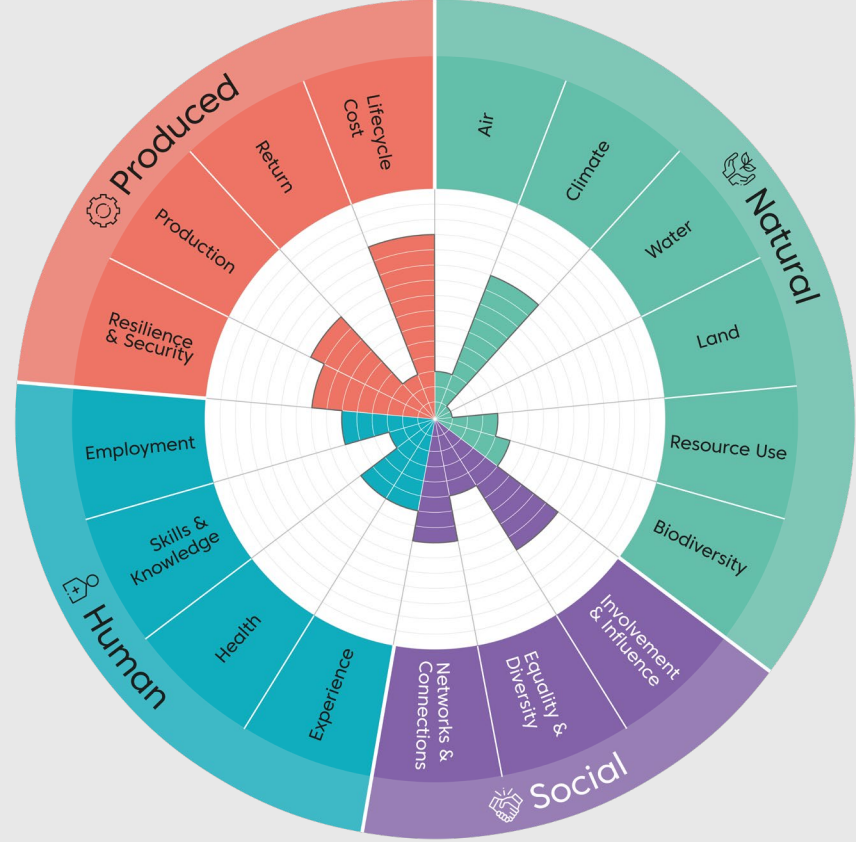 Natural
Air
Climate
Water
Land
Resource Use
Biodiversity
Social
Involvement
& Influence
Equality &
Diversity
Networks &
Connections
Human
Experience
Health
Skills &
Knowledge
Employment
Produced
Resilience
& Security
Production
Return
Lifecycle
Cost